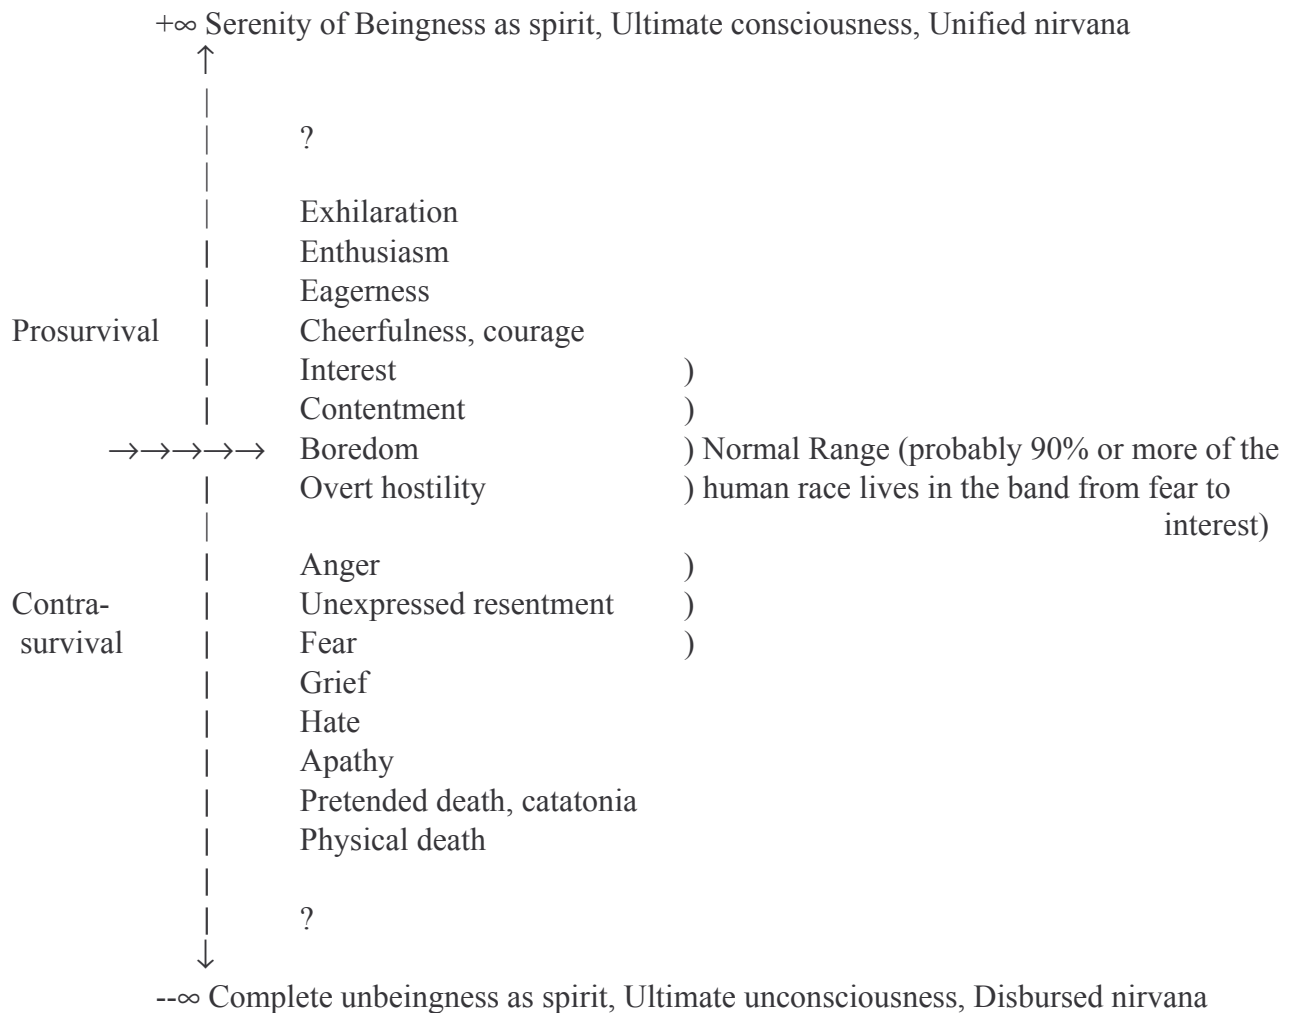 +∞ Serenity of Beingness as spirit, Ultimate consciousness, Unified nirvana
↑
|
| ?
|
| Exhilaration
| Enthusiasm
| Eagerness
Prosurvival | Cheerfulness, courage
| Interest )
| Contentment )
→→→→→ Boredom ) Normal Range (probably 90% or more of the
| Overt hostility ) human race lives in the band from fear to
| interest)
| Anger )
Contra- | Unexpressed resentment )
survival | Fear )
| Grief
| Hate
| Apathy
| Pretended death, catatonia
| Physical death
|
| ?
↓
--∞ Complete unbeingness as spirit, Ultimate unconsciousness, Disbursed nirvana